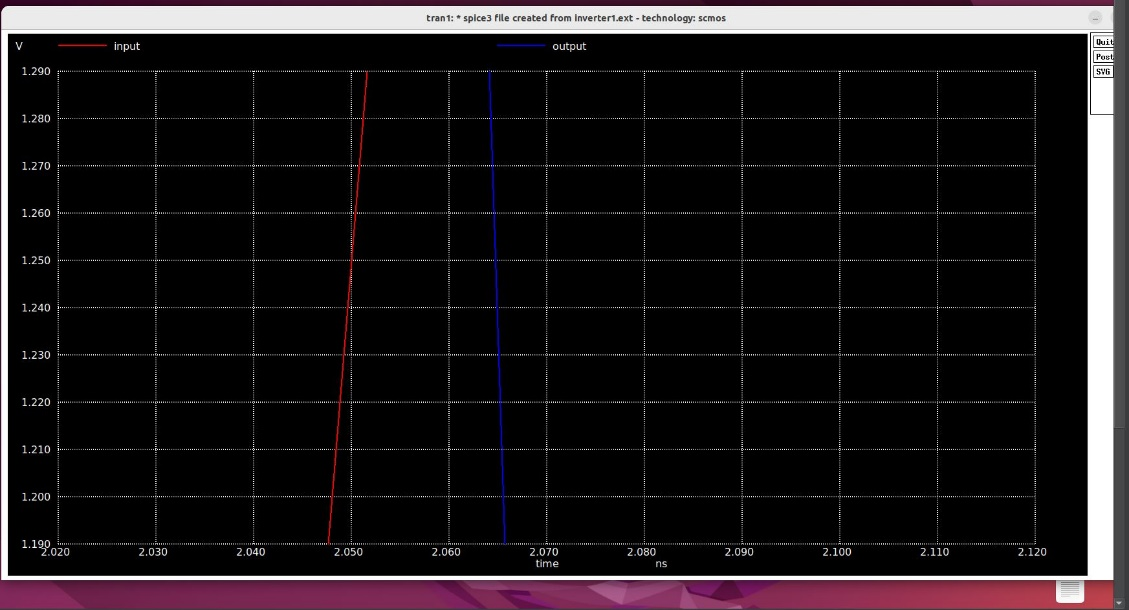 tran1: * spice3 file created from inverter1.ext - technology: scmos
V input output
Quit
Post
SVG
1.290
1.280
1.270
1.260
1.250
1.240
1.230
1.220
1.210
1.200
1.190
2.020 2.030 2.040 2.050 2.060 2.070 2.080 2.090 2.100 2.110 2.120
time ns